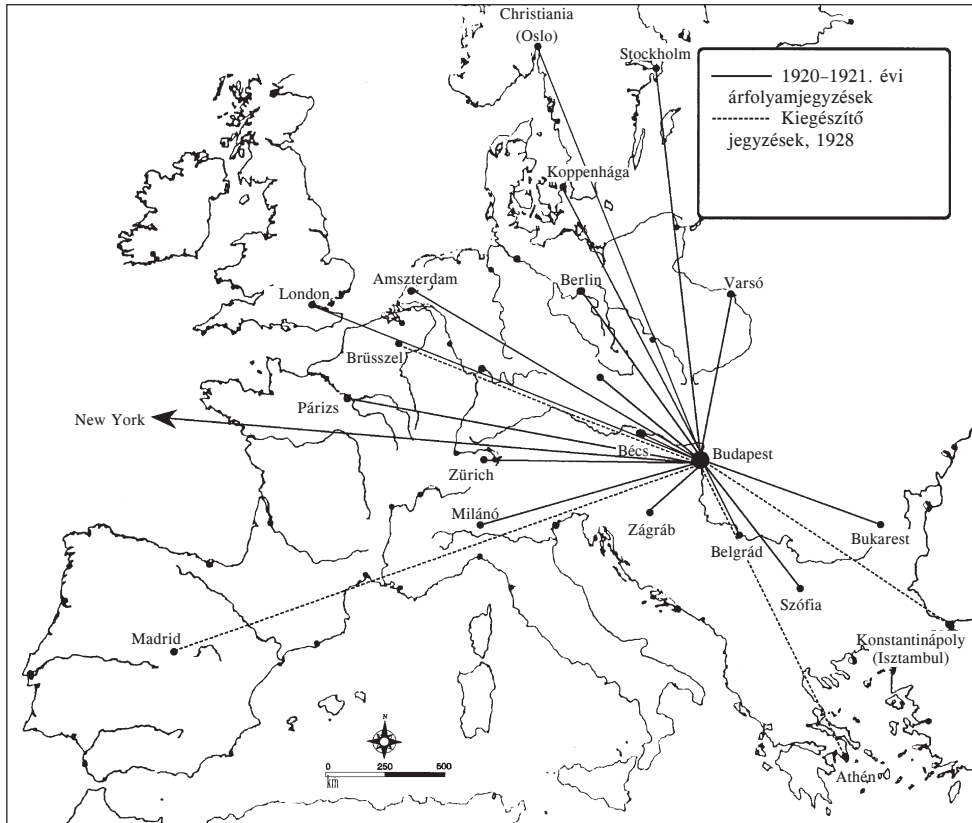 Christiania
(Oslo)
Stockholm
1920–1921. évi
árfolyamjegyzések
Kiegészítő
jegyzések, 1928
Koppenhága
Amszterdam
Berlin
Varsó
London
Brüsszel
Párizs
New York
Bécs
Budapest
Zürich
Milánó
Zágráb
Belgrád
Bukarest
Szófia
Madrid
Konstantinápoly
(Isztambul)
N
0 250 500
km
Athén